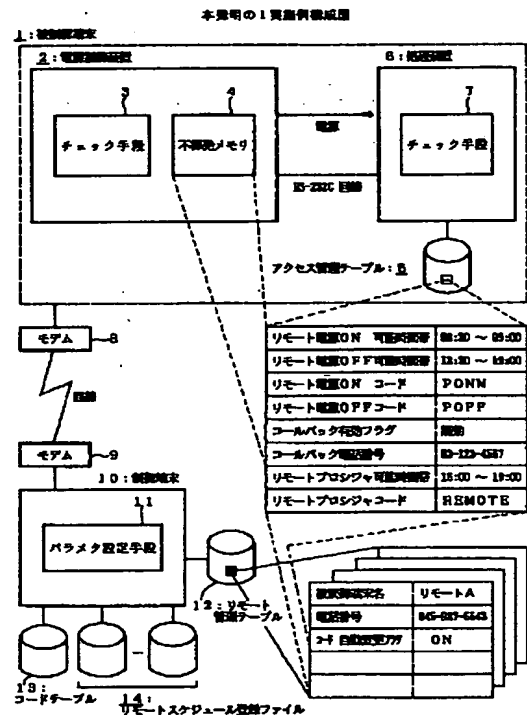 本発明の1実施例構成図
1:被制御端末
2:電源制御装置
6:処理装置
3
4
7
チェック手段
不揮発メモリ
電源
チェック手段
RS-232C 回線
アクセス管理テーブル:5
モデム
8
回線
モデム
9
リモート電源ON 可能時間帯
リモート電源OFF可能時間帯
リモート電源ON コード
PONW
リモート電源OFFコード
POFF
コールバック有効フラグ
コールバック電話番号
リモートプロシジャ可能時間帯
18:00 ~ 19:00
リモートプロシジャコード
REMOTE
10:制御端末
11
パラメタ設定手段
12:リモート
管理テーブル
被制御端末名
リモートA
電話番号
コード自動変更フラグ
ON
13:
コードテーブル
14:
リモートスケジュール登録ファイル